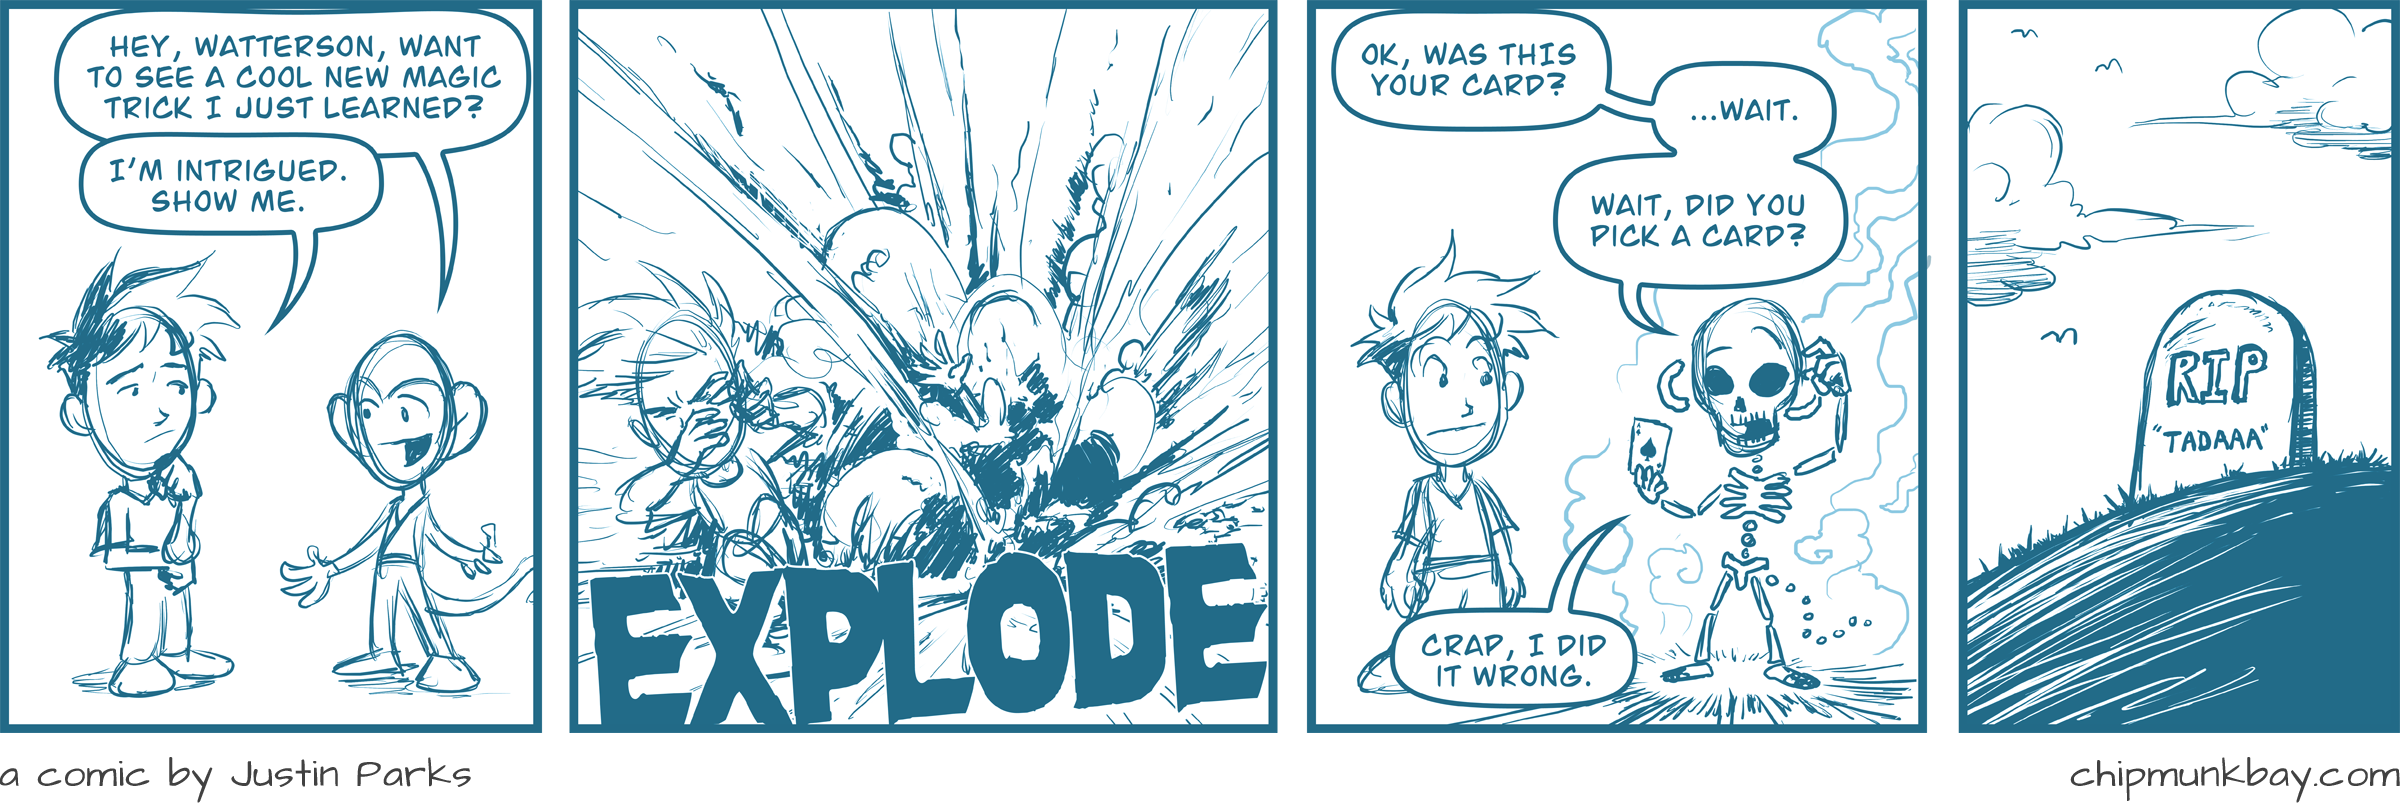 HEY, WATTERSON, WANT
TO SEE A COOL NEW MAGIC
TRICK I JUST LEARNED?
I'M INTRIGUED.
SHOW ME.
EXPLODE
OK, WAS THIS
YOUR CARD?
...WAIT.
WAIT, DID YOU
PICK A CARD?
CRAP, I DID
IT WRONG.
RIP
"TADAAA"
a comic by Justin Parks
chipmunkbay.com